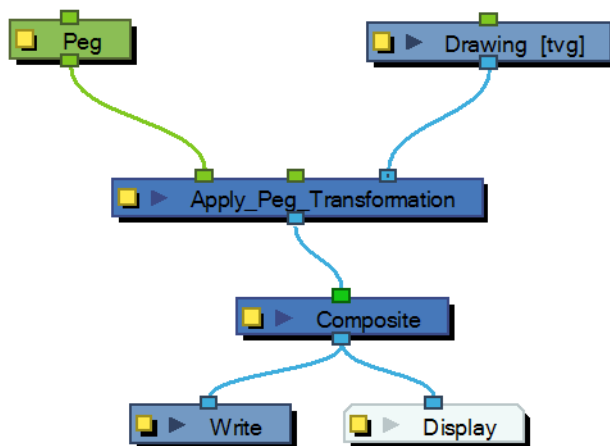 Peg
Drawing [tvg]
Apply_Peg_Transformation
Composite
Write
Display